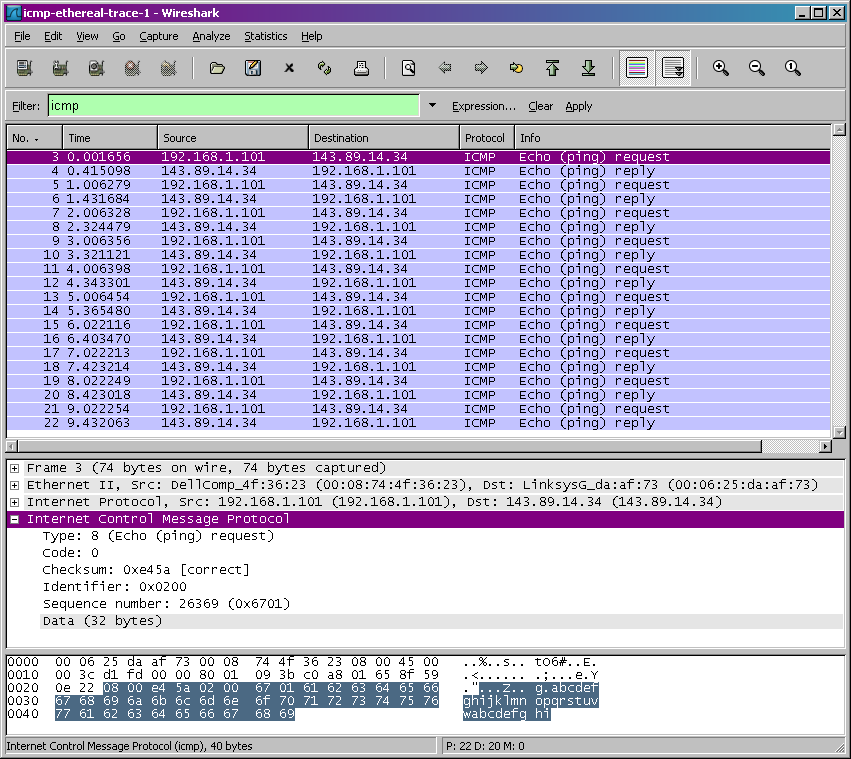 icmp-ethereal-trace-1 - Wireshark
File Edit View Go Capture Analyze Statistics Help
Filter: icmp Expression... Clear Apply
No. Time Source Destination Protocol Info
3 0.001656 192.168.1.101 143.89.14.34 ICMP Echo (ping) request
4 0.415098 143.89.14.34 192.168.1.101 ICMP Echo (ping) reply
5 1.006279 192.168.1.101 143.89.14.34 ICMP Echo (ping) request
6 1.431684 143.89.14.34 192.168.1.101 ICMP Echo (ping) reply
7 2.006328 192.168.1.101 143.89.14.34 ICMP Echo (ping) request
8 2.324479 143.89.14.34 192.168.1.101 ICMP Echo (ping) reply
9 3.006356 192.168.1.101 143.89.14.34 ICMP Echo (ping) request
10 3.321121 143.89.14.34 192.168.1.101 ICMP Echo (ping) reply
11 4.006398 192.168.1.101 143.89.14.34 ICMP Echo (ping) request
12 4.343301 143.89.14.34 192.168.1.101 ICMP Echo (ping) reply
13 5.006454 192.168.1.101 143.89.14.34 ICMP Echo (ping) request
14 5.365480 143.89.14.34 192.168.1.101 ICMP Echo (ping) reply
15 6.022116 192.168.1.101 143.89.14.34 ICMP Echo (ping) request
16 6.403470 143.89.14.34 192.168.1.101 ICMP Echo (ping) reply
17 7.022213 192.168.1.101 143.89.14.34 ICMP Echo (ping) request
18 7.423214 143.89.14.34 192.168.1.101 ICMP Echo (ping) reply
19 8.022249 192.168.1.101 143.89.14.34 ICMP Echo (ping) request
20 8.423018 143.89.14.34 192.168.1.101 ICMP Echo (ping) reply
21 9.022254 192.168.1.101 143.89.14.34 ICMP Echo (ping) request
22 9.432063 143.89.14.34 192.168.1.101 ICMP Echo (ping) reply
Frame 3 (74 bytes on wire, 74 bytes captured)
Ethernet II, Src: DellComp_4f:36:23 (00:08:74:4f:36:23), Dst: LinksysG_da:af:73 (00:06:25:da:af:73)
Internet Protocol, Src: 192.168.1.101 (192.168.1.101), Dst: 143.89.14.34 (143.89.14.34)
Internet Control Message Protocol
Type: 8 (Echo (ping) request)
Code: 0
Checksum: 0xe45a [correct]
Identifier: 0x0200
Sequence number: 26369 (0x6701)
Data (32 bytes)
0000 00 06 25 da af 73 00 08 74 4f 36 23 08 00 45 00 ..%..s.. tO6#..E.
0010 00 3c d1 fd 00 00 80 01 09 3b c0 a8 01 65 8f 59 .<...... .;...e.Y
0020 0e 22 08 00 e4 5a 02 00 67 01 61 62 63 64 65 66 ."...Z.. g.abcdef
0030 67 68 69 6a 6b 6c 6d 6e 6f 70 71 72 73 74 75 76 ghijklmn opqrstuv
0040 77 61 62 63 64 65 66 67 68 69 wabcdefg hi
Internet Control Message Protocol (icmp), 40 bytes P: 22 D: 20 M: 0